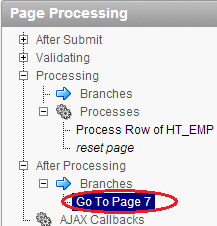 Page Processing
After Submit
Validating
Processing
Branches
Processes
Process Row of HT_EMP
reset page
After Processing
Branches
Go To Page 7
AJAX Callbacks